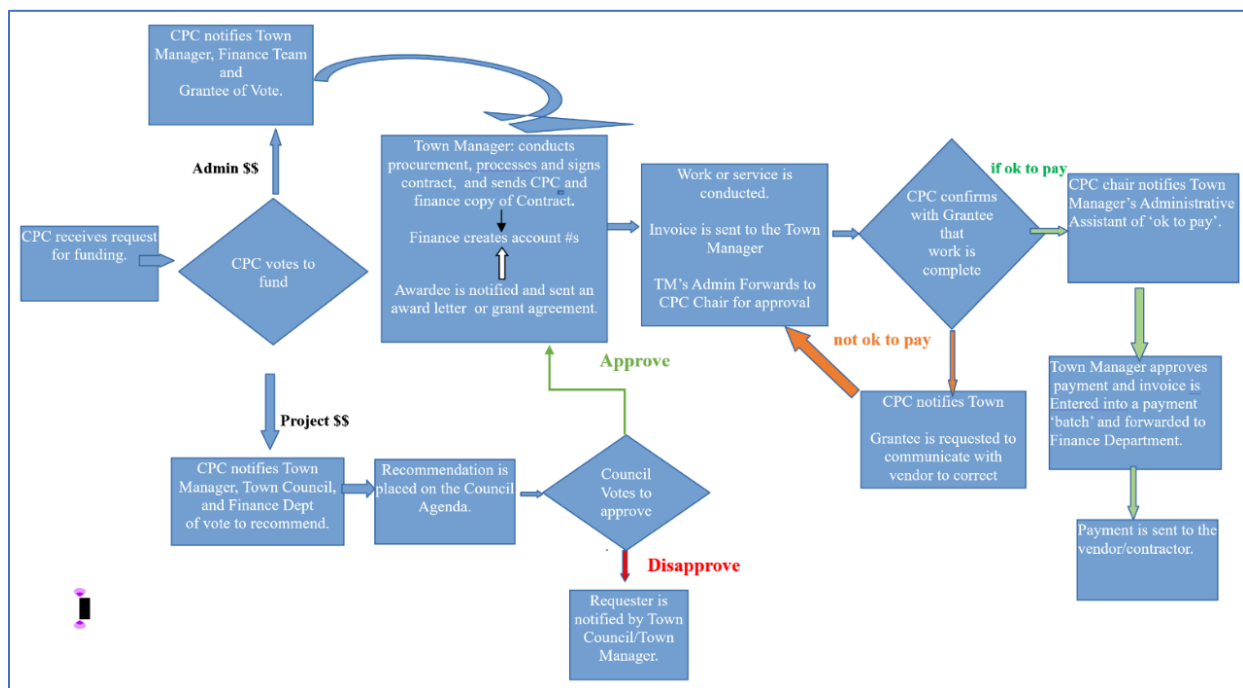 CPC notifies Town
Manager, Finance Team
and
Grantee of Vote.
Admin $$
CPC receives request
for funding.
CPC votes to
fund
Project $$
CPC notifies Town
Manager, Town Council,
and Finance Dept
of vote to recommend.
Recommendation is
placed on the Council
Agenda.
Council
Votes to
approve
Approve
Disapprove
Requester is
notified by Town
Council/Town
Manager.
Town Manager: conducts
procurement, processes and signs
contract, and sends CPC and
finance copy of Contract.
Finance creates account #s
Awardee is notified and sent an
award letter or grant agreement.
Work or service is
conducted.
Invoice is sent to the Town
Manager
TM's Admin Forwards to
CPC Chair for approval
CPC confirms
with Grantee
that
work is
complete
if ok to pay
CPC chair notifies Town
Manager's Administrative
Assistant of 'ok to pay'.
not ok to pay
CPC notifies Town
Grantee is requested to
communicate with
vendor to correct
Town Manager approves
payment and invoice is
Entered into a payment
'batch' and forwarded to
Finance Department.
Payment is sent to the
vendor/contractor.